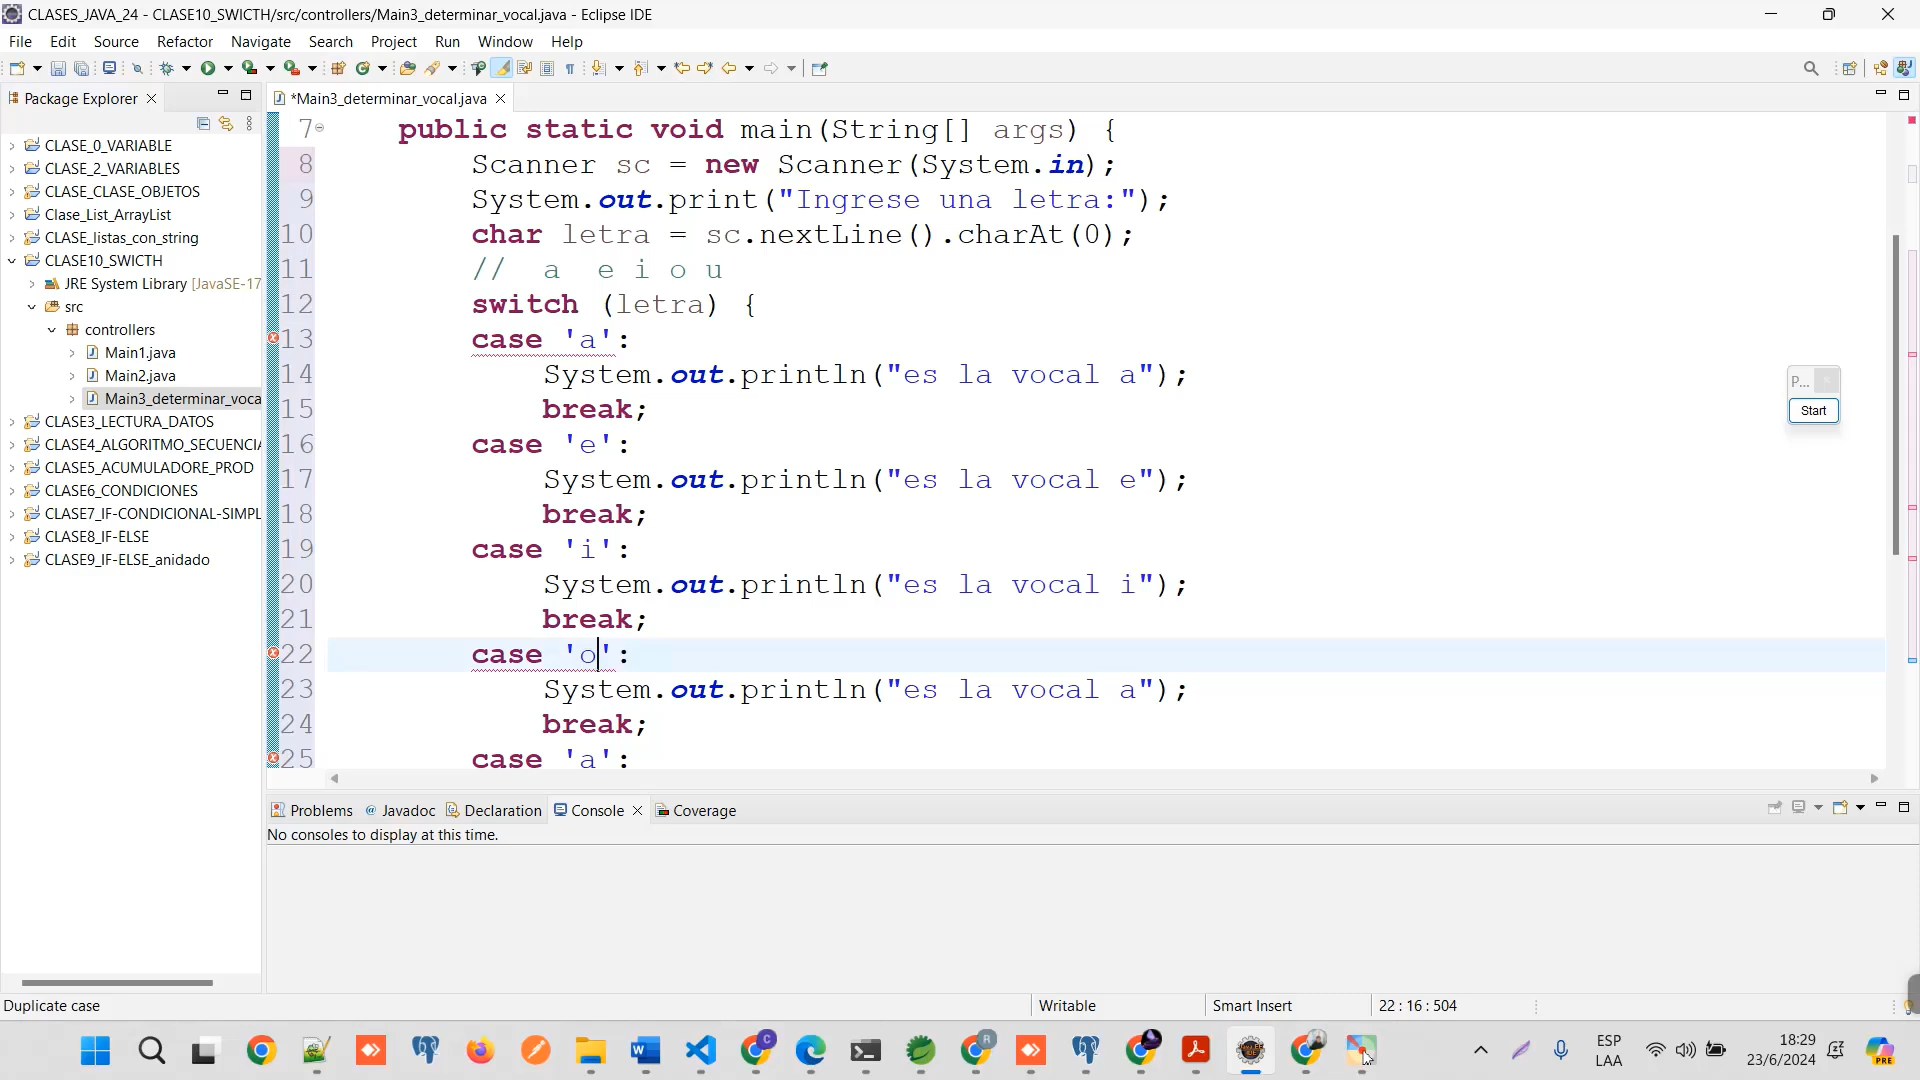 CLASES_JAVA_24 - CLASE10_SWICTH/src/controllers/Main3_determinar_vocal.java - Eclipse IDE
File Edit Source Refactor Navigate Search Project Run Window Help
Package Explorer
*Main3_determinar_vocal.java
CLASE_0_VARIABLE
CLASE_2_VARIABLES
CLASE_CLASE_OBJETOS
Clase_List_ArrayList
CLASE_listas_con_string
CLASE10_SWICTH
JRE System Library [JavaSE-17
src
controllers
Main1.java
Main2.java
Main3_determinar_voca
CLASE3_LECTURA_DATOS
CLASE4_ALGORITMO_SECUENCIA
CLASE5_ACUMULADORE_PROD
CLASE6_CONDICIONES
CLASE7_IF-CONDICIONAL-SIMPL
CLASE8_IF-ELSE
CLASE9_IF-ELSE_anidado
7 public static void main(String[] args) {
8 Scanner sc = new Scanner(System.in);
9 System.out.print("Ingrese una letra:");
10 char letra = sc.nextLine().charAt(0);
11 // a e i o u
12 switch (letra) {
13 case 'a':
14 System.out.println("es la vocal a");
15 break;
16 case 'e':
17 System.out.println("es la vocal e");
18 break;
19 case 'i':
20 System.out.println("es la vocal i");
21 break;
22 case 'o':
23 System.out.println("es la vocal a");
24 break;
25 case 'a':
P...
Start
Problems Javadoc Declaration Console Coverage
No consoles to display at this time.
Duplicate case Writable Smart Insert 22 : 16 : 504
ESP
LAA
18:29
23/6/2024
C
R
PRE